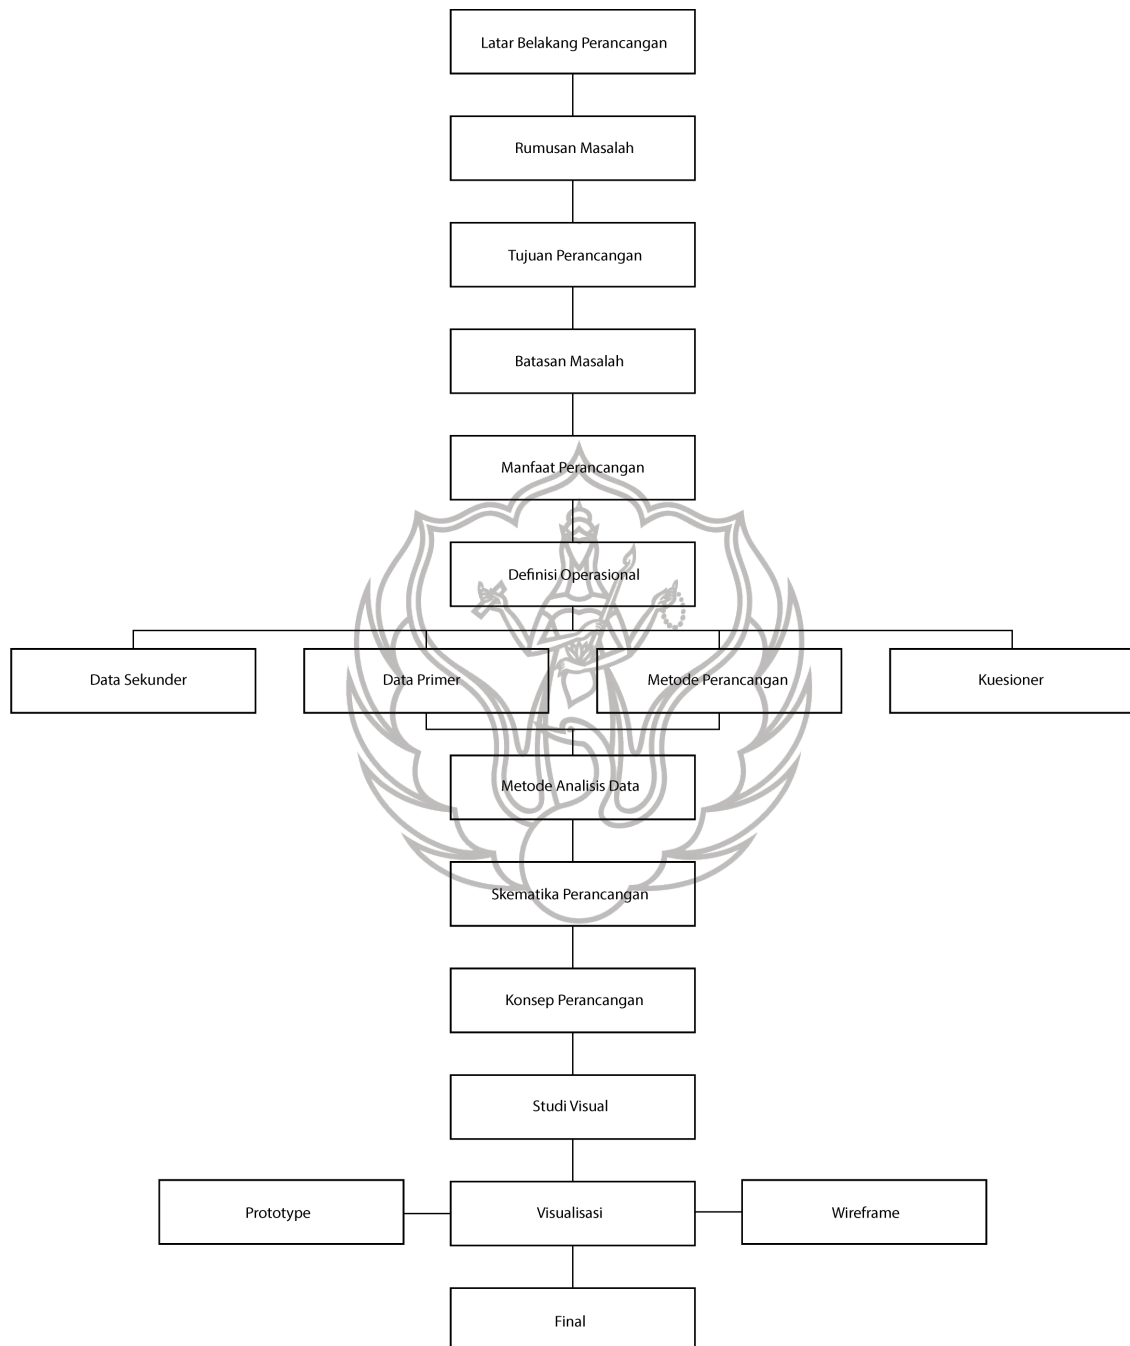 Latar Belakang Perancangan
Rumusan Masalah
Tujuan Perancangan
Batasan Masalah
Manfaat Perancangan
Definisi Operasional
Data Sekunder
Data Primer
Metode Perancangan
Kuesioner
Metode Analisis Data
Skematika Perancangan
Konsep Perancangan
Studi Visual
Prototype
Visualisasi
Wireframe
Final